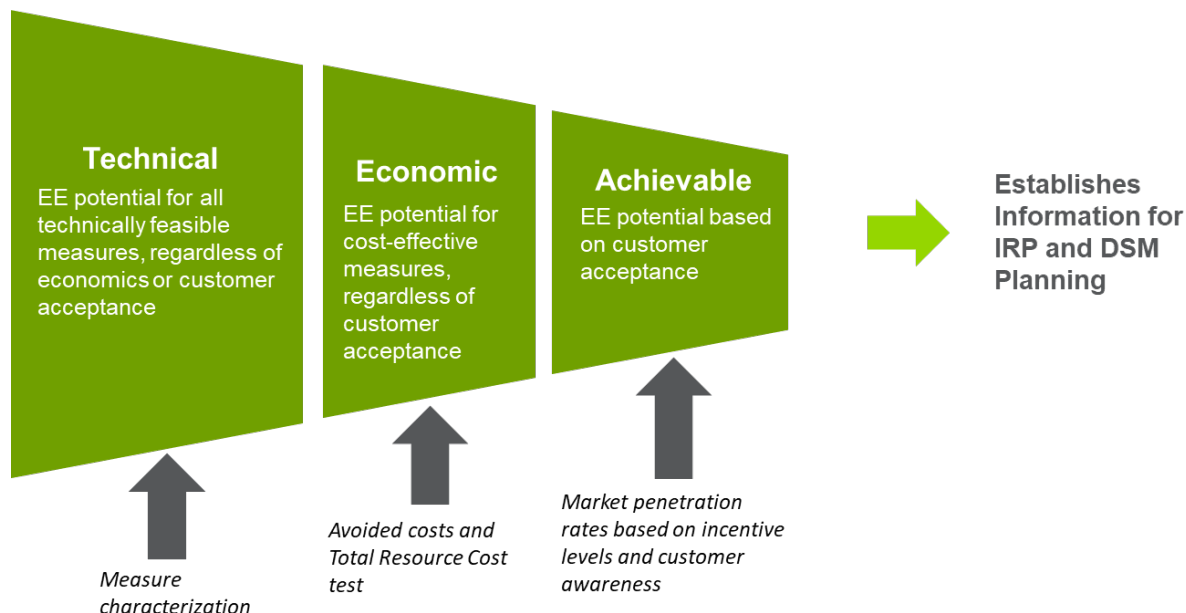 Technical
EE potential for all
technically feasible
measures, regardless of
economics or customer
acceptance
Economic
EE potential for
cost-effective
measures,
regardless of
customer
acceptance
Achievable
EE potential based
on customer
acceptance
Establishes
Information for
IRP and DSM
Planning
Measure
characterization
Avoided costs and
Total Resource Cost
test
Market penetration
rates based on incentive
levels and customer
awareness